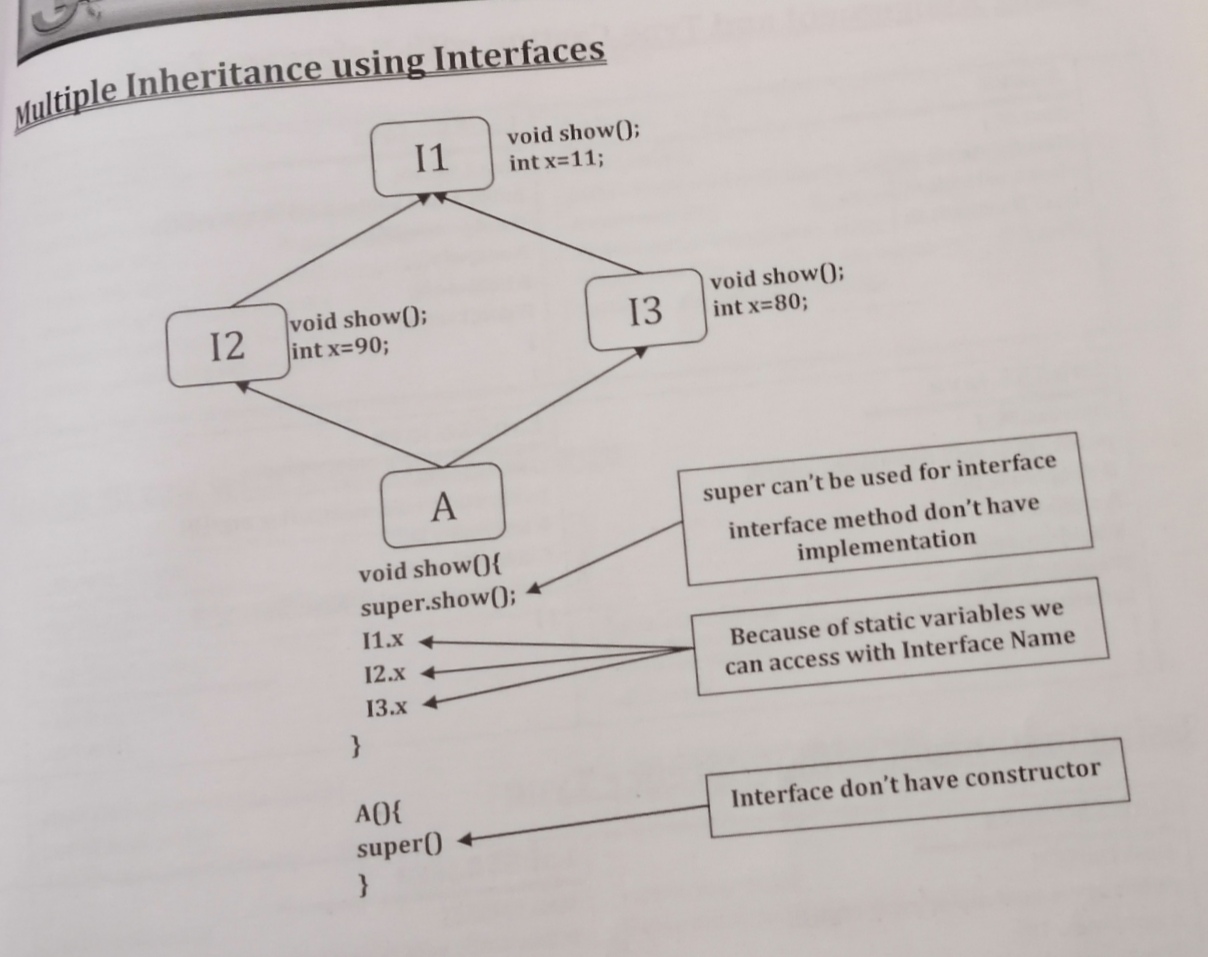 Multiple Inheritance using Interfaces
I1
void show();
int x=11;
I2
void show();
int x=90;
I3
void show();
int x=80;
A
void show(){
super.show();
I1.x
I2.x
I3.x
}
super can't be used for interface
interface method don't have
implementation
Because of static variables we
can access with Interface Name
A(){
super()
}
Interface don't have constructor